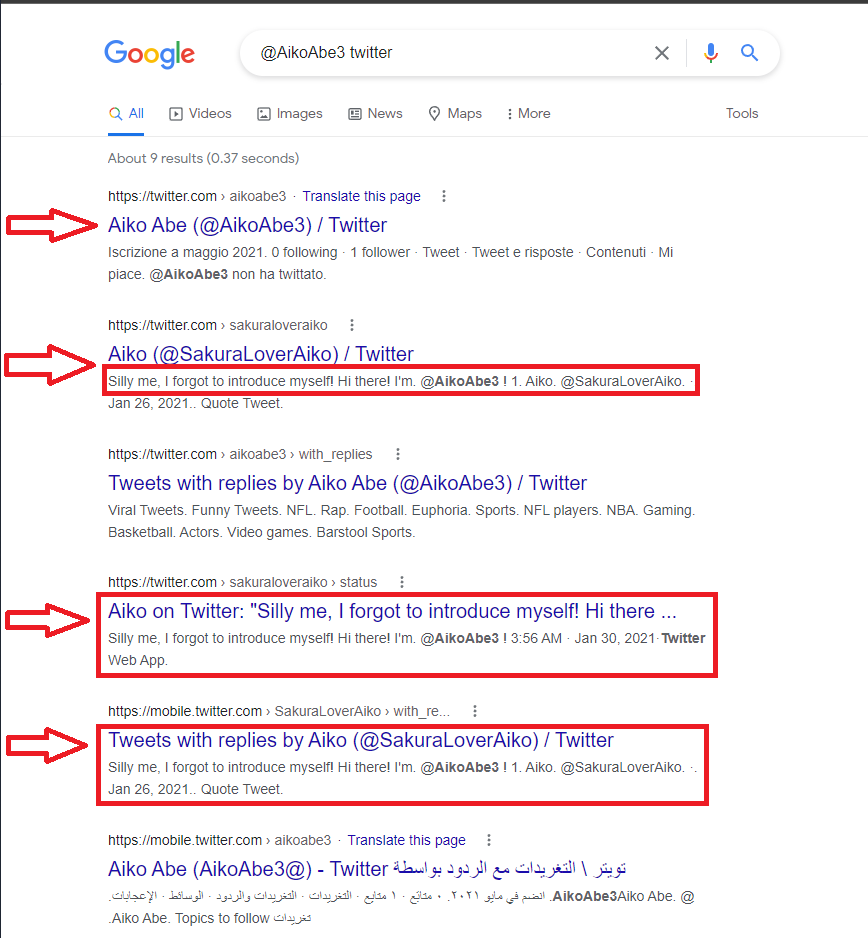 Google
@AikoAbe3 twitter
All Videos Images News Maps More Tools
About 9 results (0.37 seconds)
https://twitter.com › aikoabe3 · Translate this page
Aiko Abe (@AikoAbe3) / Twitter
Iscrizione a maggio 2021. 0 following · 1 follower · Tweet · Tweet e risposte · Contenuti · Mi
piace. @AikoAbe3 non ha twittato.
https://twitter.com › sakuraloveraiko
Aiko (@SakuraLoverAiko) / Twitter
Silly me, I forgot to introduce myself! Hi there! I'm. @AikoAbe3 ! 1. Aiko. @SakuraLoverAiko. ·
Jan 26, 2021.. Quote Tweet.
https://twitter.com › aikoabe3 › with_replies
Tweets with replies by Aiko Abe (@AikoAbe3) / Twitter
Viral Tweets. Funny Tweets. NFL. Rap. Football. Euphoria. Sports. NFL players. NBA. Gaming.
Basketball. Actors. Video games. Barstool Sports.
https://twitter.com › sakuraloveraiko › status
Aiko on Twitter: "Silly me, I forgot to introduce myself! Hi there ...
Silly me, I forgot to introduce myself! Hi there! I'm. @AikoAbe3 ! 3:56 AM · Jan 30, 2021· Twitter
Web App.
https://mobile.twitter.com › SakuraLoverAiko › with_re...
Tweets with replies by Aiko (@SakuraLoverAiko) / Twitter
Silly me, I forgot to introduce myself! Hi there! I'm. @AikoAbe3 ! 1. Aiko. @SakuraLoverAiko. ·.
Jan 26, 2021.. Quote Tweet.
https://mobile.twitter.com › aikoabe3 · Translate this page
Aiko Abe (AikoAbe3@) - Twitter تويتر \ التغريدات مع الردود بواسطة
.AikoAbe3Aiko Abe. @ انضم في مايو ٢٠٢١. ٠ متابَع · ١ متابِع · التغريدات · التغريدات والردود · الوسائط · الإعجابات.
.Aiko Abe. Topics to follow تغريدات